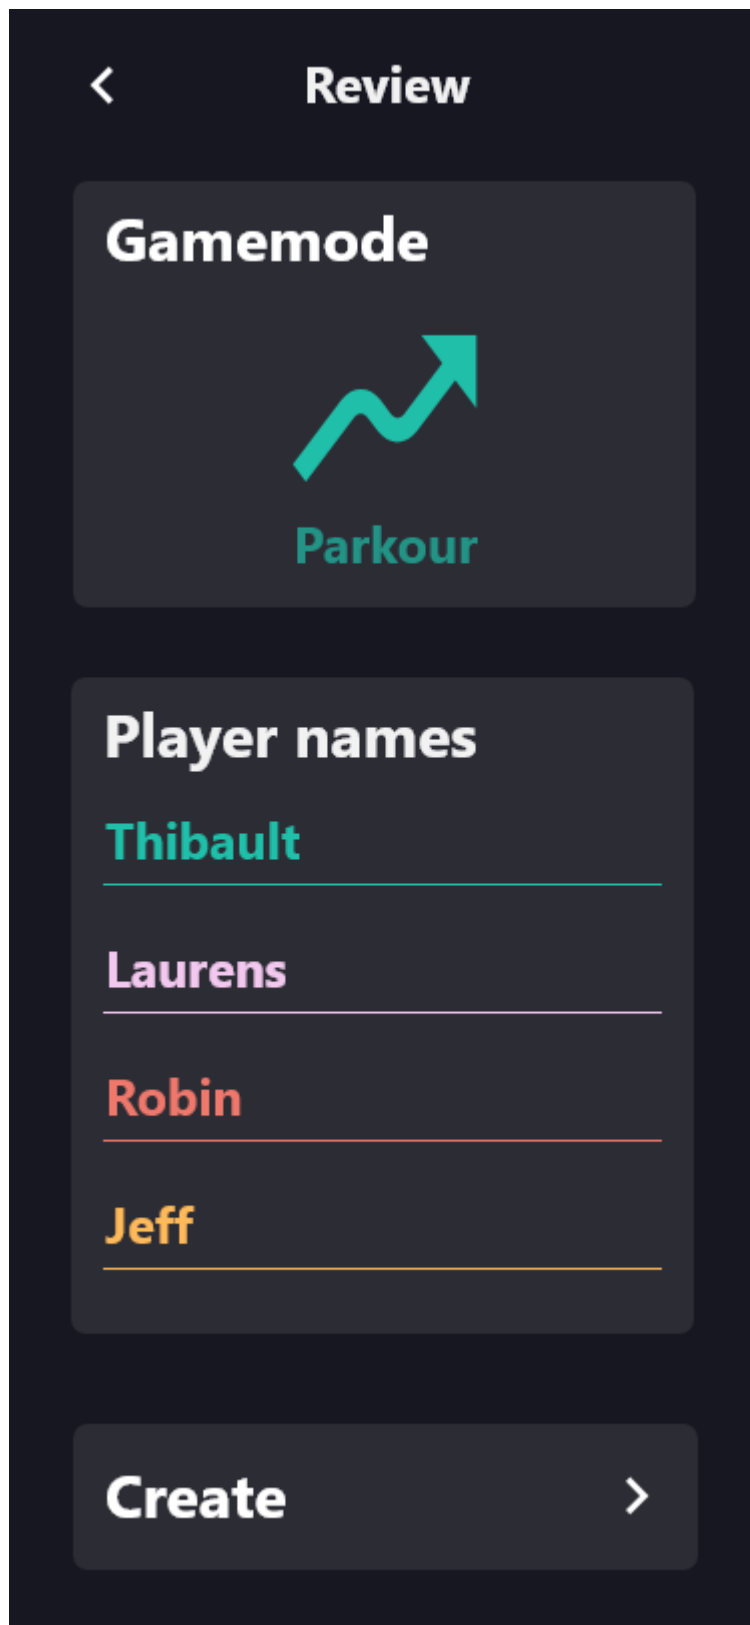 Review
Gamemode
Parkour
Player names
Thibault
Laurens
Robin
Jeff
Create